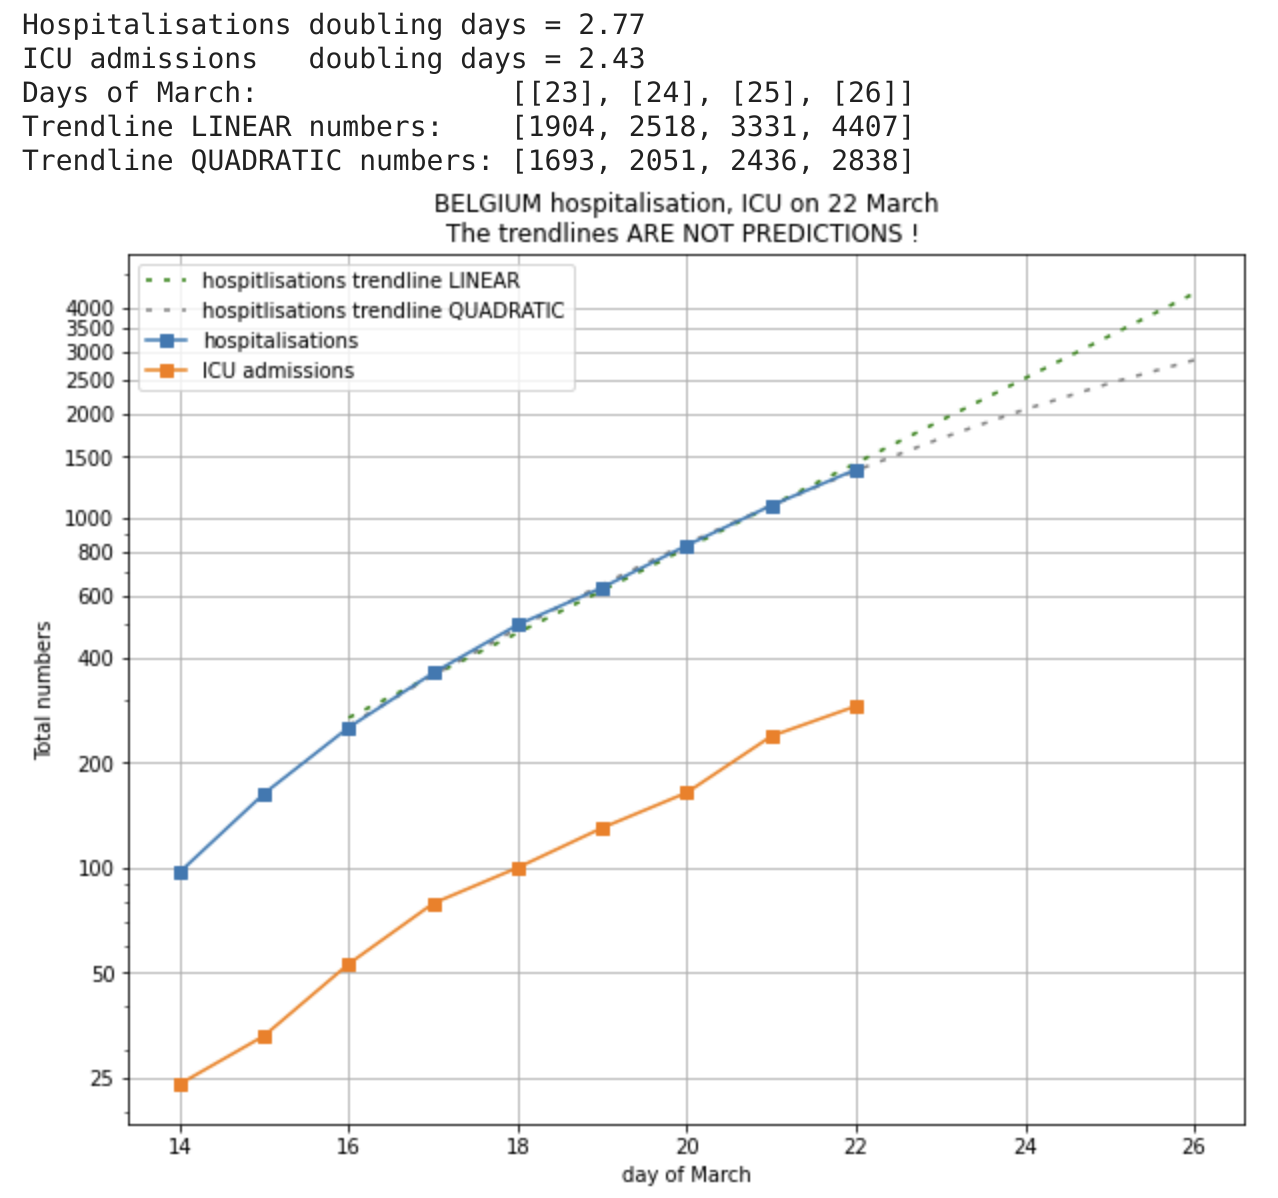 Hospitalisations doubling days = 2.77
ICU admissions   doubling days = 2.43
Days of March:               [[23], [24], [25], [26]]
Trendline LINEAR numbers:    [1904, 2518, 3331, 4407]
Trendline QUADRATIC numbers: [1693, 2051, 2436, 2838]
BELGIUM hospitalisation, ICU on 22 March
The trendlines ARE NOT PREDICTIONS !
hospitlisations trendline LINEAR
hospitlisations trendline QUADRATIC
hospitalisations
ICU admissions
4000
3500
3000
2500
2000
1500
1000
800
600
400
200
100
50
25
Total numbers
14 16 18 20 22 24 26
day of March